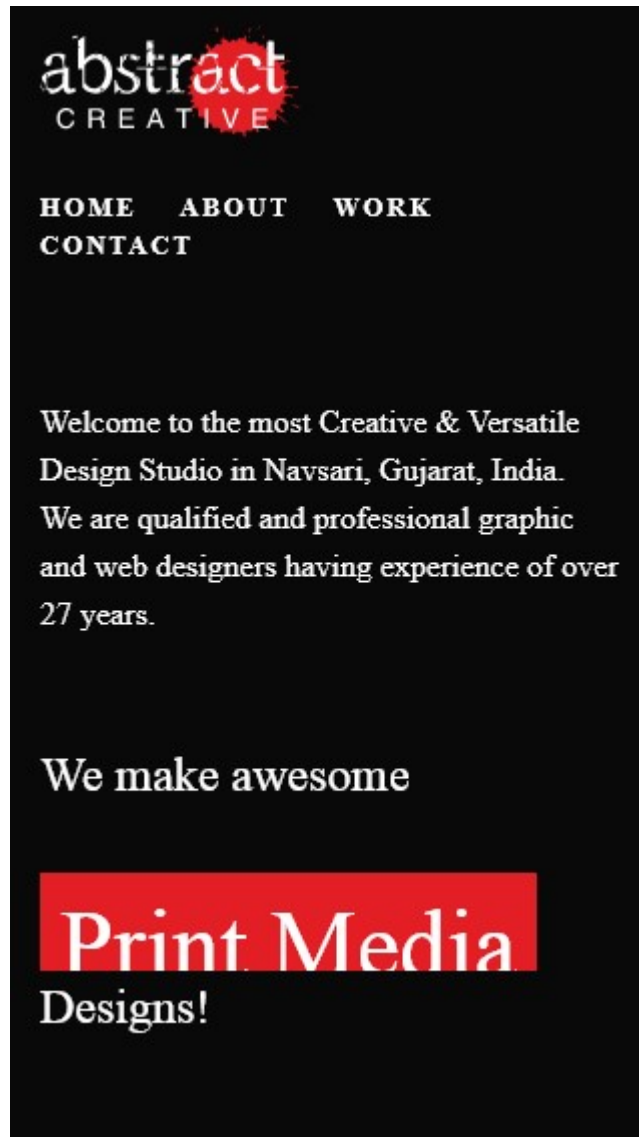 abstract
CREATIVE
HOME ABOUT WORK
CONTACT
Welcome to the most Creative & Versatile
Design Studio in Navsari, Gujarat, India.
We are qualified and professional graphic
and web designers having experience of over
27 years.
We make awesome
Print Media
Designs!